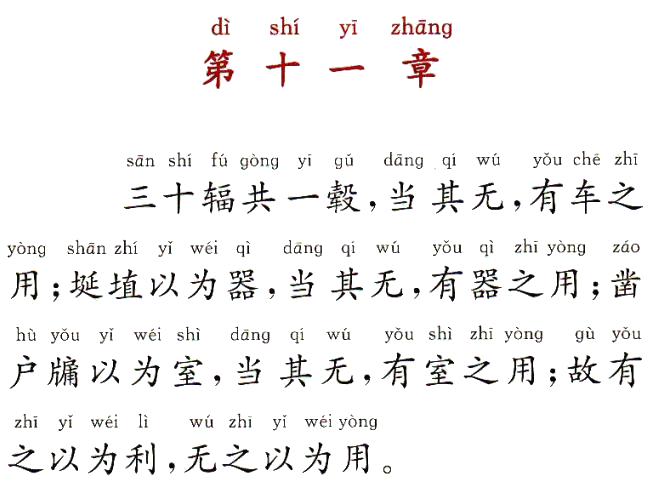 dì shí yī zhāng
第十一章
sān shí fú gòng yī gǔ dāng qí wú yǒu chē zhī
三十辐共一毂，当其无，有车之
yòng shān zhí yǐ wéi qì dāng qí wú yǒu qì zhī yòng záo
用；埏埴以为器，当其无，有器之用；凿
hù yǒu yǐ wéi shì dāng qí wú yǒu shì zhī yòng gù yǒu
户牖以为室，当其无，有室之用；故有
zhī yǐ wéi lì wú zhī yǐ wéi yòng
之以为利，无之以为用。